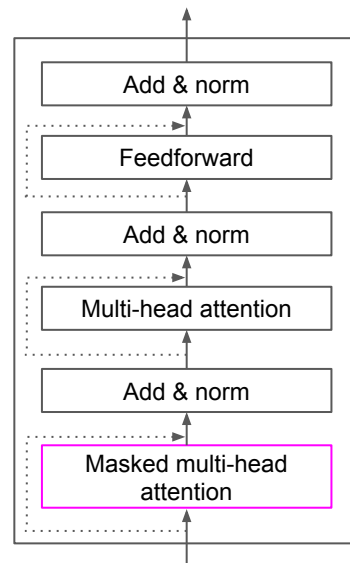 Add & norm
Feedforward
Add & norm
Multi-head attention
Add & norm
Masked multi-head
attention